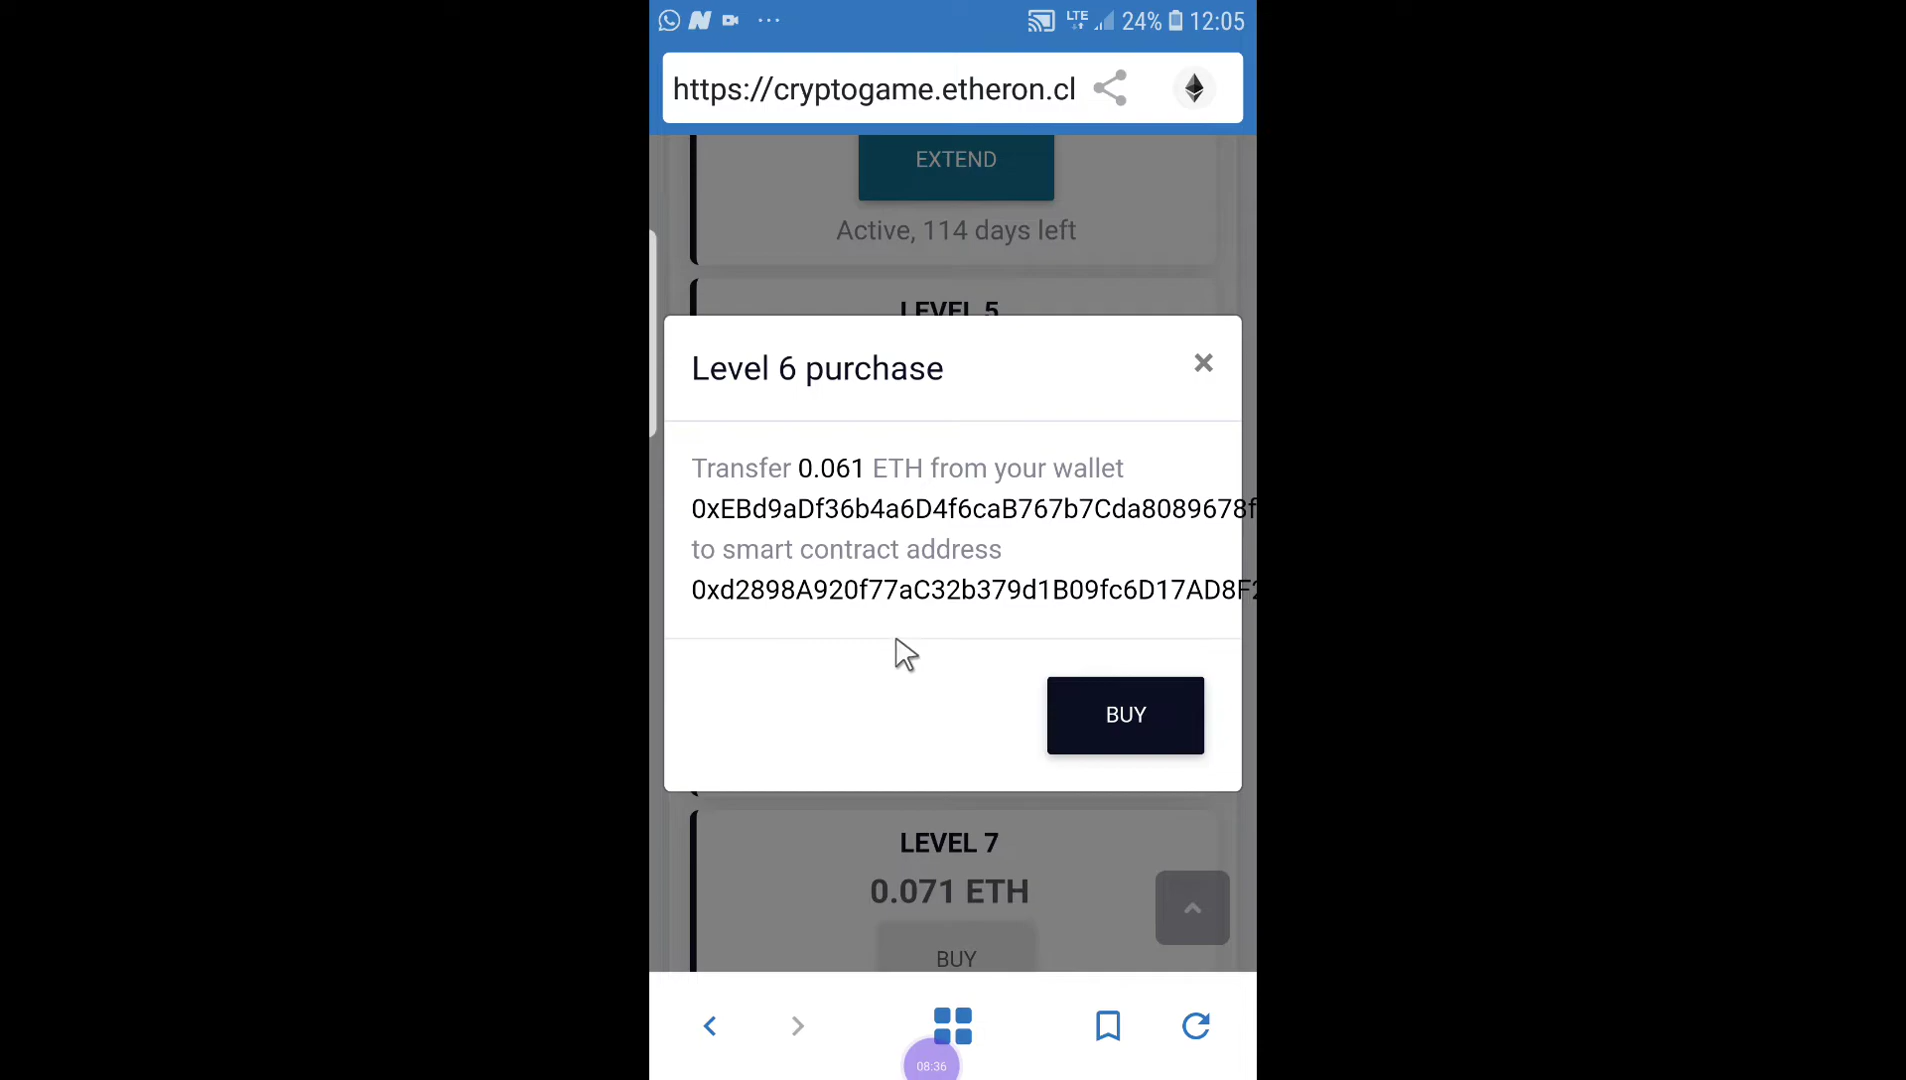 LTE 24% 12:05
https://cryptogame.etheron.cl
EXTEND
Active, 114 days left
LEVEL 5
Level 6 purchase
×
Transfer 0.061 ETH from your wallet
0xEBd9aDf36b4a6D4f6caB767b7Cda8089678f
to smart contract address
0xd2898A920f77aC32b379d1B09fc6D17AD8F2
BUY
LEVEL 7
0.071 ETH
BUY
08:36